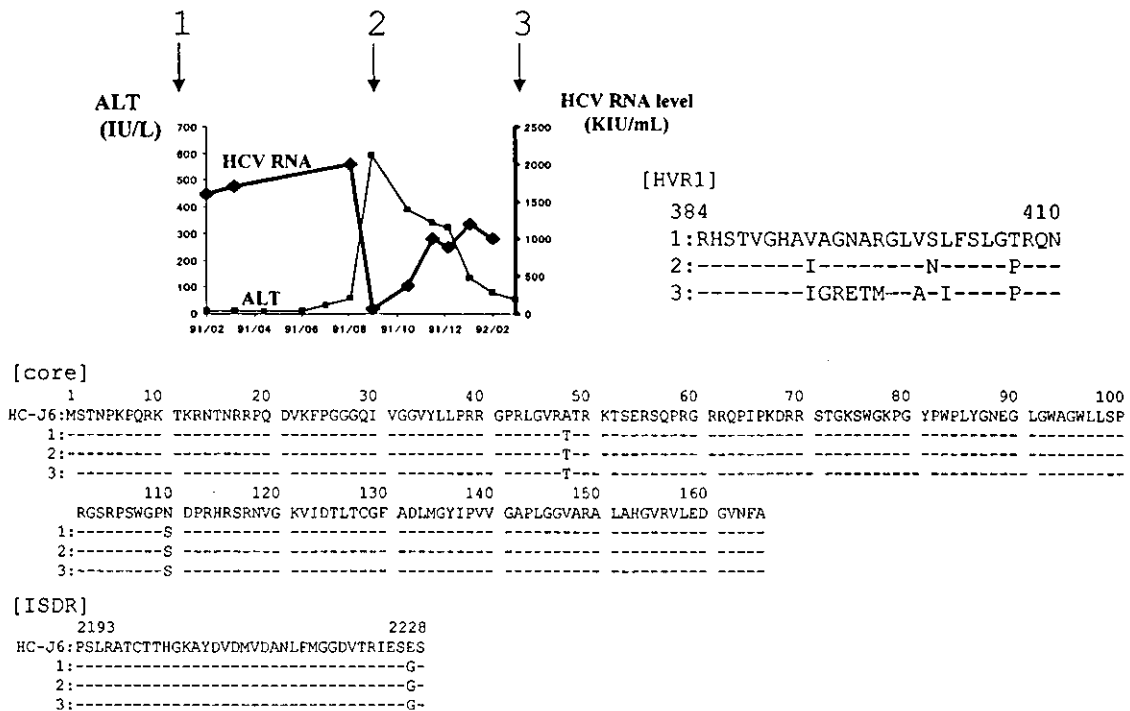 1 2 3
ALT
(IU/L)
HCV RNA level
(KIU/mL)
700
600
500
400
300
200
100
0
2500
2000
1500
1000
500
0
HCV RNA
ALT
91/02 91/04 91/06 91/08 91/10 91/12 92/02
[HVR1]
384 410
1:RHSTVGHAVAGNARGLVSLFSLGTRQN
2:--------I--------N-----P---
3:--------IGRETM--A-I----P---
[core]
1 10 20 30 40 50 60 70 80 90 100
HC-J6:MSTNPKPQRK TKRNTNRRPQ DVKFPGGGQI VGGVYLLPRR GPRLGVRATR KTSERSQPRG RRQPIPKDRR STGKSWGKPG YPWPLYGNEG LGWAGWLLSP
1:---------- ---------- ---------- ---------- -------T-- ---------- ---------- ---------- ---------- ----------
2:---------- ---------- ---------- ---------- -------T-- ---------- ---------- ---------- ---------- ----------
3:---------- ---------- ---------- ---------- -------T-- ---------- ---------- ---------- ---------- ----------
110 120 130 140 150 160
RGSRPSWGPN DPRHRSRNVG KVIDTLTCGF ADLMGYIPVV GAPLGGVARA LAHGVRVLED GVNFA
1:---------S ---------- ---------- ---------- ---------- ---------- -----
2:---------S ---------- ---------- ---------- ---------- ---------- -----
3:---------S ---------- ---------- ---------- ---------- ---------- -----
[ISDR]
2193 2228
HC-J6:PSLRATCTTHGKAYDVDMVDANLFMGGDVTRIESES
1:----------------------------------G-
2:----------------------------------G-
3:----------------------------------G-